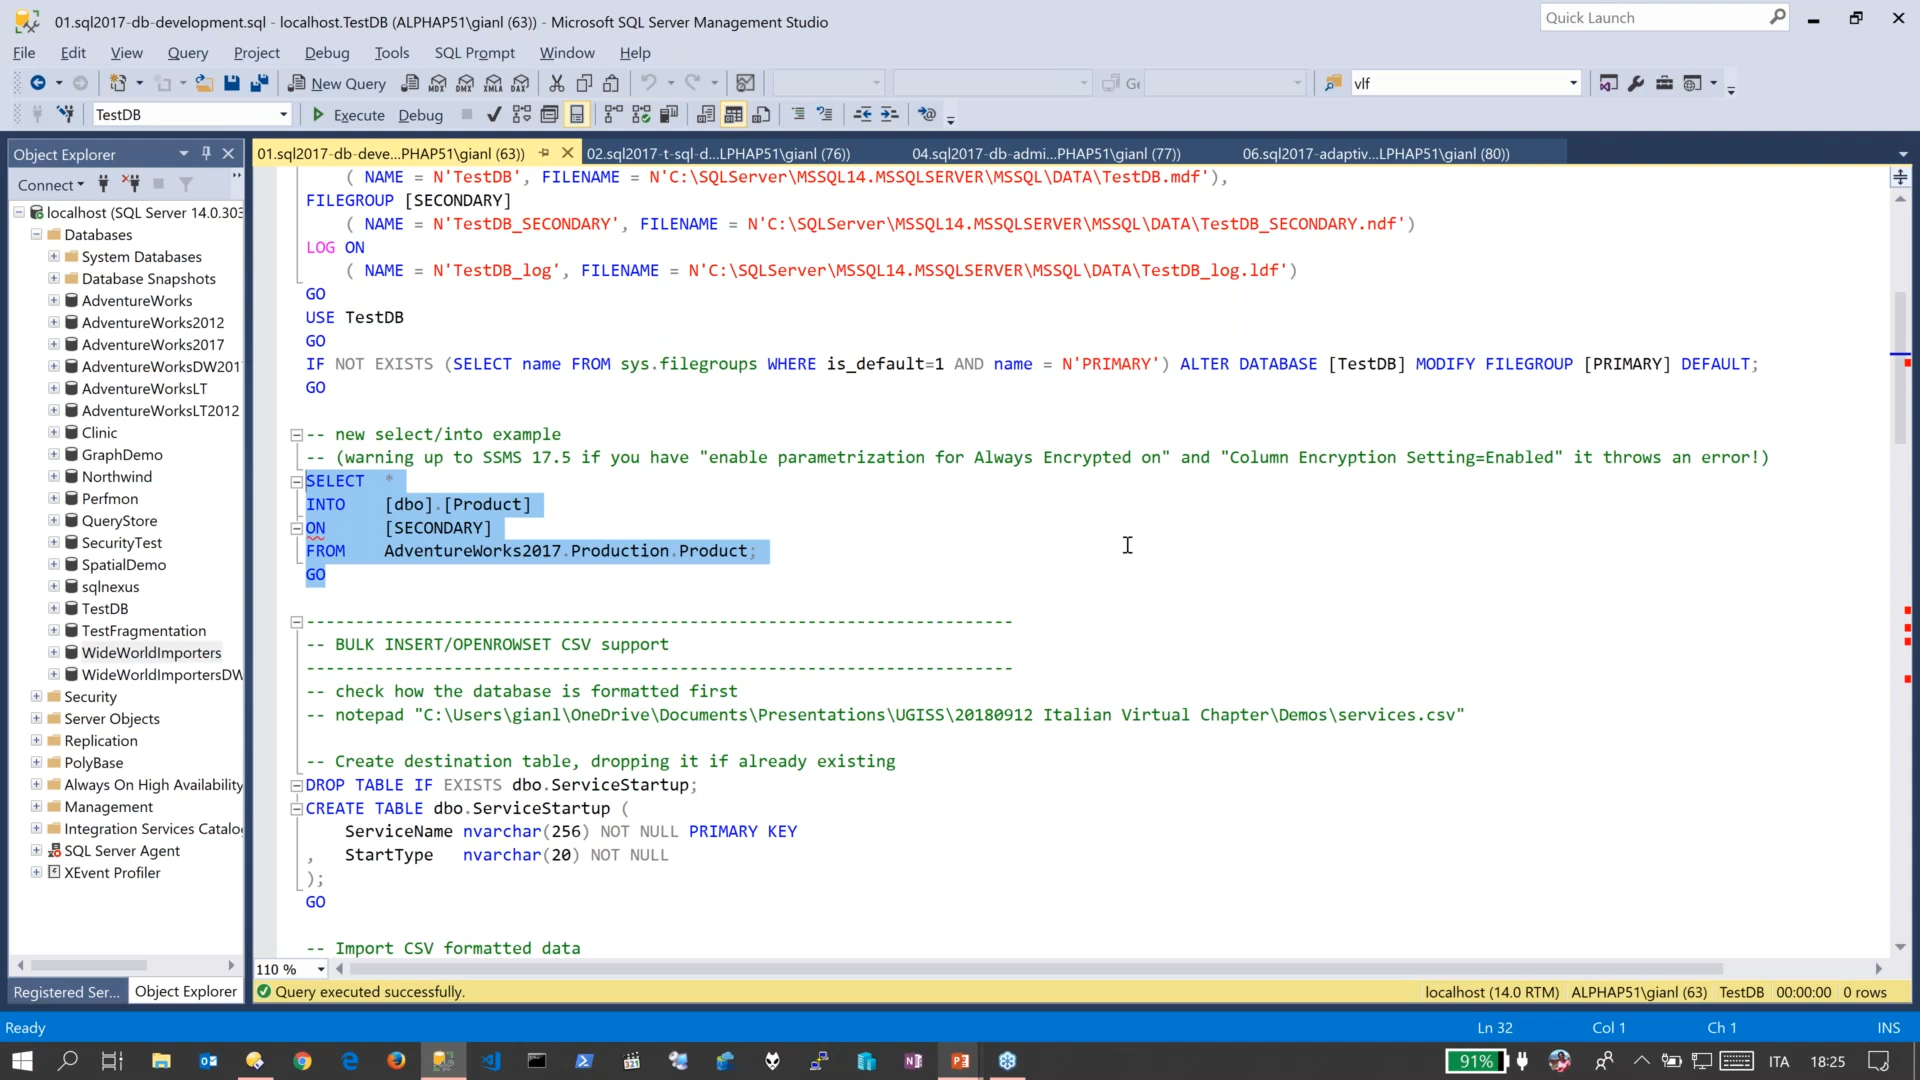 01.sql2017-db-development.sql - localhost.TestDB (ALPHAP51\gianl (63)) - Microsoft SQL Server Management Studio
Quick Launch
File Edit View Query Project Debug Tools SQL Prompt Window Help
New Query
vlf
TestDB
Execute Debug
Object Explorer
01.sql2017-db-deve...PHAP51\gianl (63))
02.sql2017-t-sql-d...LPHAP51\gianl (76))
04.sql2017-db-admi...PHAP51\gianl (77))
06.sql2017-adaptiv...LPHAP51\gianl (80))
Connect
localhost (SQL Server 14.0.303
Databases
System Databases
Database Snapshots
AdventureWorks
AdventureWorks2012
AdventureWorks2017
AdventureWorksDW201
AdventureWorksLT
AdventureWorksLT2012
Clinic
GraphDemo
Northwind
Perfmon
QueryStore
SecurityTest
SpatialDemo
sqlnexus
TestDB
TestFragmentation
WideWorldImporters
WideWorldImportersDW
Security
Server Objects
Replication
PolyBase
Always On High Availability
Management
Integration Services Catalo
SQL Server Agent
XEvent Profiler
Registered Ser... Object Explorer
( NAME = N'TestDB', FILENAME = N'C:\SQLServer\MSSQL14.MSSQLSERVER\MSSQL\DATA\TestDB.mdf'),
FILEGROUP [SECONDARY]
( NAME = N'TestDB_SECONDARY', FILENAME = N'C:\SQLServer\MSSQL14.MSSQLSERVER\MSSQL\DATA\TestDB_SECONDARY.ndf')
LOG ON
( NAME = N'TestDB_log', FILENAME = N'C:\SQLServer\MSSQL14.MSSQLSERVER\MSSQL\DATA\TestDB_log.ldf')
GO
USE TestDB
GO
IF NOT EXISTS (SELECT name FROM sys.filegroups WHERE is_default=1 AND name = N'PRIMARY') ALTER DATABASE [TestDB] MODIFY FILEGROUP [PRIMARY] DEFAULT;
GO
-- new select/into example
-- (warning up to SSMS 17.5 if you have "enable parametrization for Always Encrypted on" and "Column Encryption Setting=Enabled" it throws an error!)
SELECT *
INTO [dbo].[Product]
ON [SECONDARY]
FROM AdventureWorks2017.Production.Product;
GO
------------------------------------------------------------------------
-- BULK INSERT/OPENROWSET CSV support
------------------------------------------------------------------------
-- check how the database is formatted first
-- notepad "C:\Users\gianl\OneDrive\Documents\Presentations\UGISS\20180912 Italian Virtual Chapter\Demos\services.csv"
-- Create destination table, dropping it if already existing
DROP TABLE IF EXISTS dbo.ServiceStartup;
CREATE TABLE dbo.ServiceStartup (
ServiceName nvarchar(256) NOT NULL PRIMARY KEY
, StartType nvarchar(20) NOT NULL
);
GO
-- Import CSV formatted data
110 %
Query executed successfully.
localhost (14.0 RTM) ALPHAP51\gianl (63) TestDB 00:00:00 0 rows
Ready
Ln 32 Col 1 Ch 1 INS
91% ITA 18:25